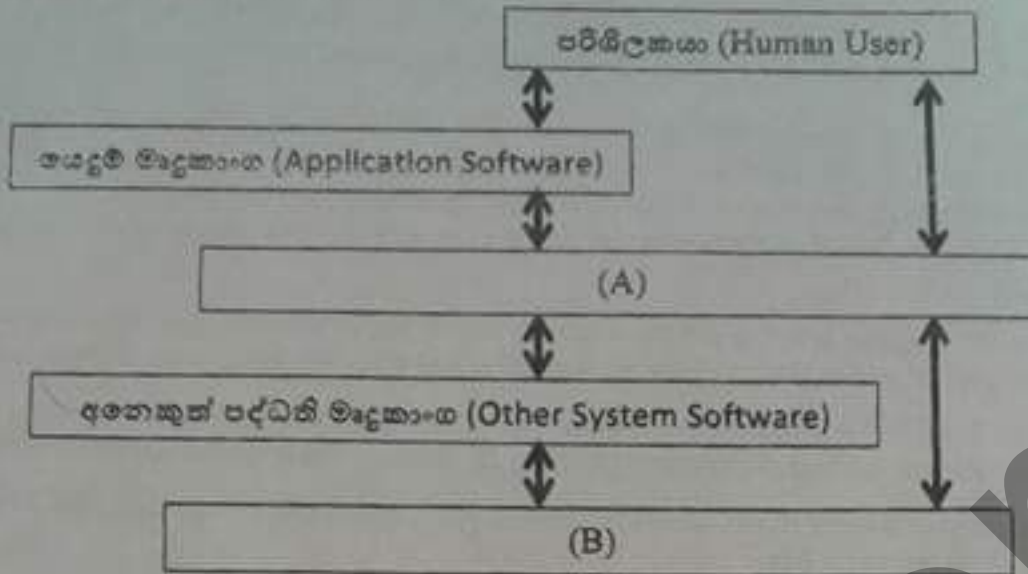 පරිශීලකයා (Human User)
යෙදුම් මෘදුකාංග (Application Software)
(A)
අනෙකුත් පද්ධති මෘදුකාංග (Other System Software)
(B)